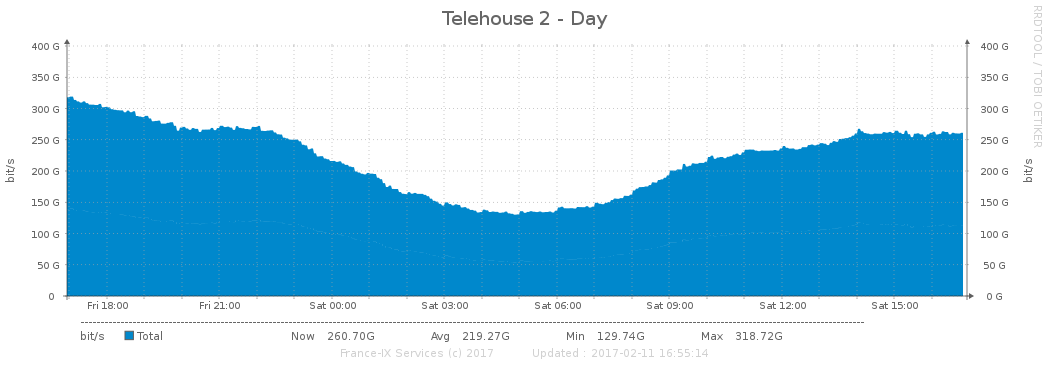 Telehouse 2 - Day
RRDTOOL / TOBI OETIKER
400 G 400 G
350 G 350 G
300 G 300 G
250 G 250 G
200 G 200 G
150 G 150 G
100 G 100 G
50 G 50 G
0 0 G
bit/s bit/s
Fri 18:00 Fri 21:00 Sat 00:00 Sat 03:00 Sat 06:00 Sat 09:00 Sat 12:00 Sat 15:00
bit/s Total Now 260.70G Avg 219.27G Min 129.74G Max 318.72G
France-IX Services (c) 2017 Updated : 2017-02-11 16:55:14